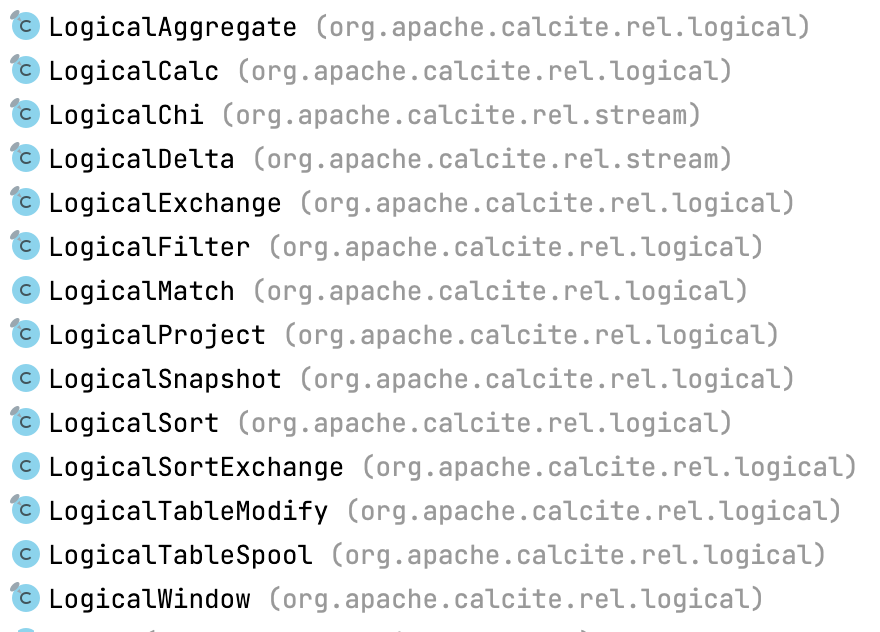 LogicalAggregate (org.apache.calcite.rel.logical)
LogicalCalc (org.apache.calcite.rel.logical)
LogicalChi (org.apache.calcite.rel.stream)
LogicalDelta (org.apache.calcite.rel.stream)
LogicalExchange (org.apache.calcite.rel.logical)
LogicalFilter (org.apache.calcite.rel.logical)
LogicalMatch (org.apache.calcite.rel.logical)
LogicalProject (org.apache.calcite.rel.logical)
LogicalSnapshot (org.apache.calcite.rel.logical)
LogicalSort (org.apache.calcite.rel.logical)
LogicalSortExchange (org.apache.calcite.rel.logical)
LogicalTableModify (org.apache.calcite.rel.logical)
LogicalTableSpool (org.apache.calcite.rel.logical)
LogicalWindow (org.apache.calcite.rel.logical)